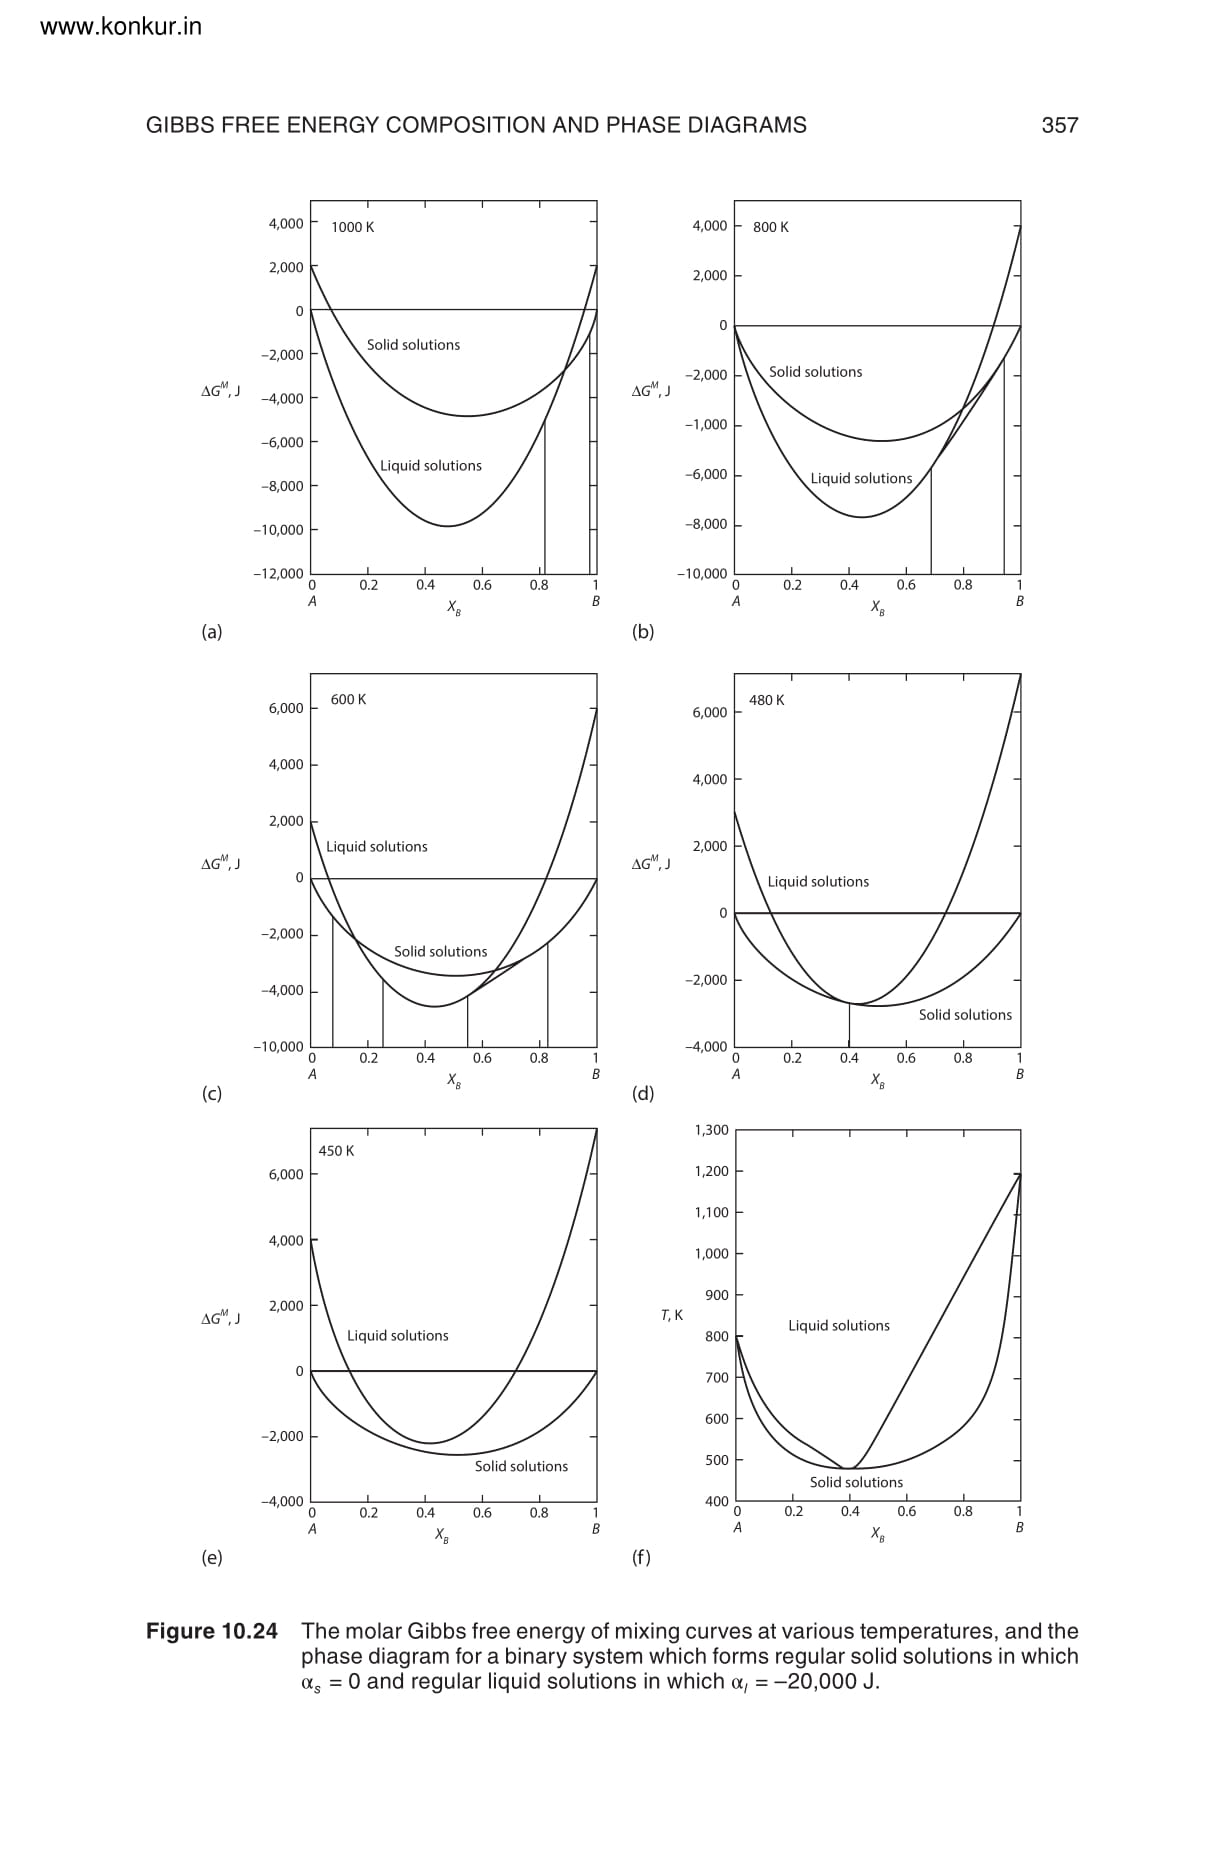 www.konkur.in
GIBBS FREE ENERGY COMPOSITION AND PHASE DIAGRAMS 357
4,000
2,000
0
–2,000
–4,000
–6,000
–8,000
–10,000
–12,000
1000 K
Solid solutions
Liquid solutions
ΔGᴹ, J
0 0.2 0.4 0.6 0.8 1
A X_B B
(a)
4,000
2,000
0
–2,000
–1,000
–6,000
–8,000
–10,000
800 K
Solid solutions
Liquid solutions
ΔGᴹ, J
0 0.2 0.4 0.6 0.8 1
A X_B B
(b)
6,000
4,000
2,000
0
–2,000
–4,000
–10,000
600 K
Liquid solutions
Solid solutions
ΔGᴹ, J
0 0.2 0.4 0.6 0.8 1
A X_B B
(c)
6,000
4,000
2,000
0
–2,000
–4,000
480 K
Liquid solutions
Solid solutions
ΔGᴹ, J
0 0.2 0.4 0.6 0.8 1
A X_B B
(d)
6,000
4,000
2,000
0
–2,000
–4,000
450 K
Liquid solutions
Solid solutions
ΔGᴹ, J
0 0.2 0.4 0.6 0.8 1
A X_B B
(e)
1,300
1,200
1,100
1,000
900
800
700
600
500
400
T, K
Liquid solutions
Solid solutions
0 0.2 0.4 0.6 0.8 1
A X_B B
(f)
Figure 10.24 The molar Gibbs free energy of mixing curves at various temperatures, and the
phase diagram for a binary system which forms regular solid solutions in which
α_s = 0 and regular liquid solutions in which α_l = –20,000 J.